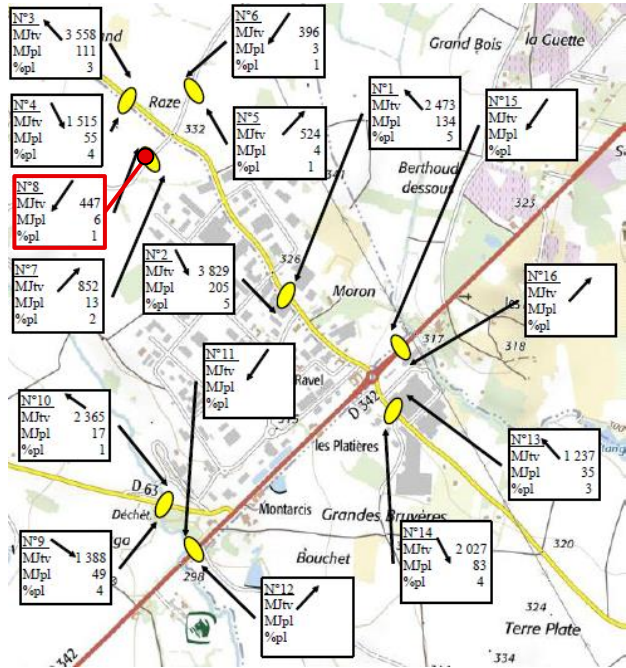 N°3
MJtv 3 558
MJpl 111
%pl 3
and
N°6
MJtv 396
MJpl 3
%pl 1
Grand Bois
la Guette
N°4
MJtv 1 515
MJpl 55
%pl 4
Raze
332
N°5
MJtv 524
MJpl 4
%pl 1
N°1
MJtv 2 473
MJpl 134
%pl 5
N°15
MJtv
MJpl
%pl
Berthoud
dessous
341
323
N°8
MJtv 447
MJpl 6
%pl 1
N°7
MJtv 852
MJpl 13
%pl 2
N°2
MJtv 3 829
MJpl 205
%pl 5
326
Moron
N°16
MJtv
MJpl
%pl
les
317
318
N°11
MJtv
MJpl
%pl
Ravel
D 342
les Platières
N°10
MJtv 2 365
MJpl 17
%pl 1
N°13
MJtv 1 237
MJpl 35
%pl 3
D 63
Déchèt.
Montarcis
Grandes Bruyères
N°9
MJtv 1 388
MJpl 49
%pl 4
ga
298
Bouchet
N°14
MJtv 2 027
MJpl 83
%pl 4
320
N°12
MJtv
MJpl
%pl
324
Terre Plate
334
D 342